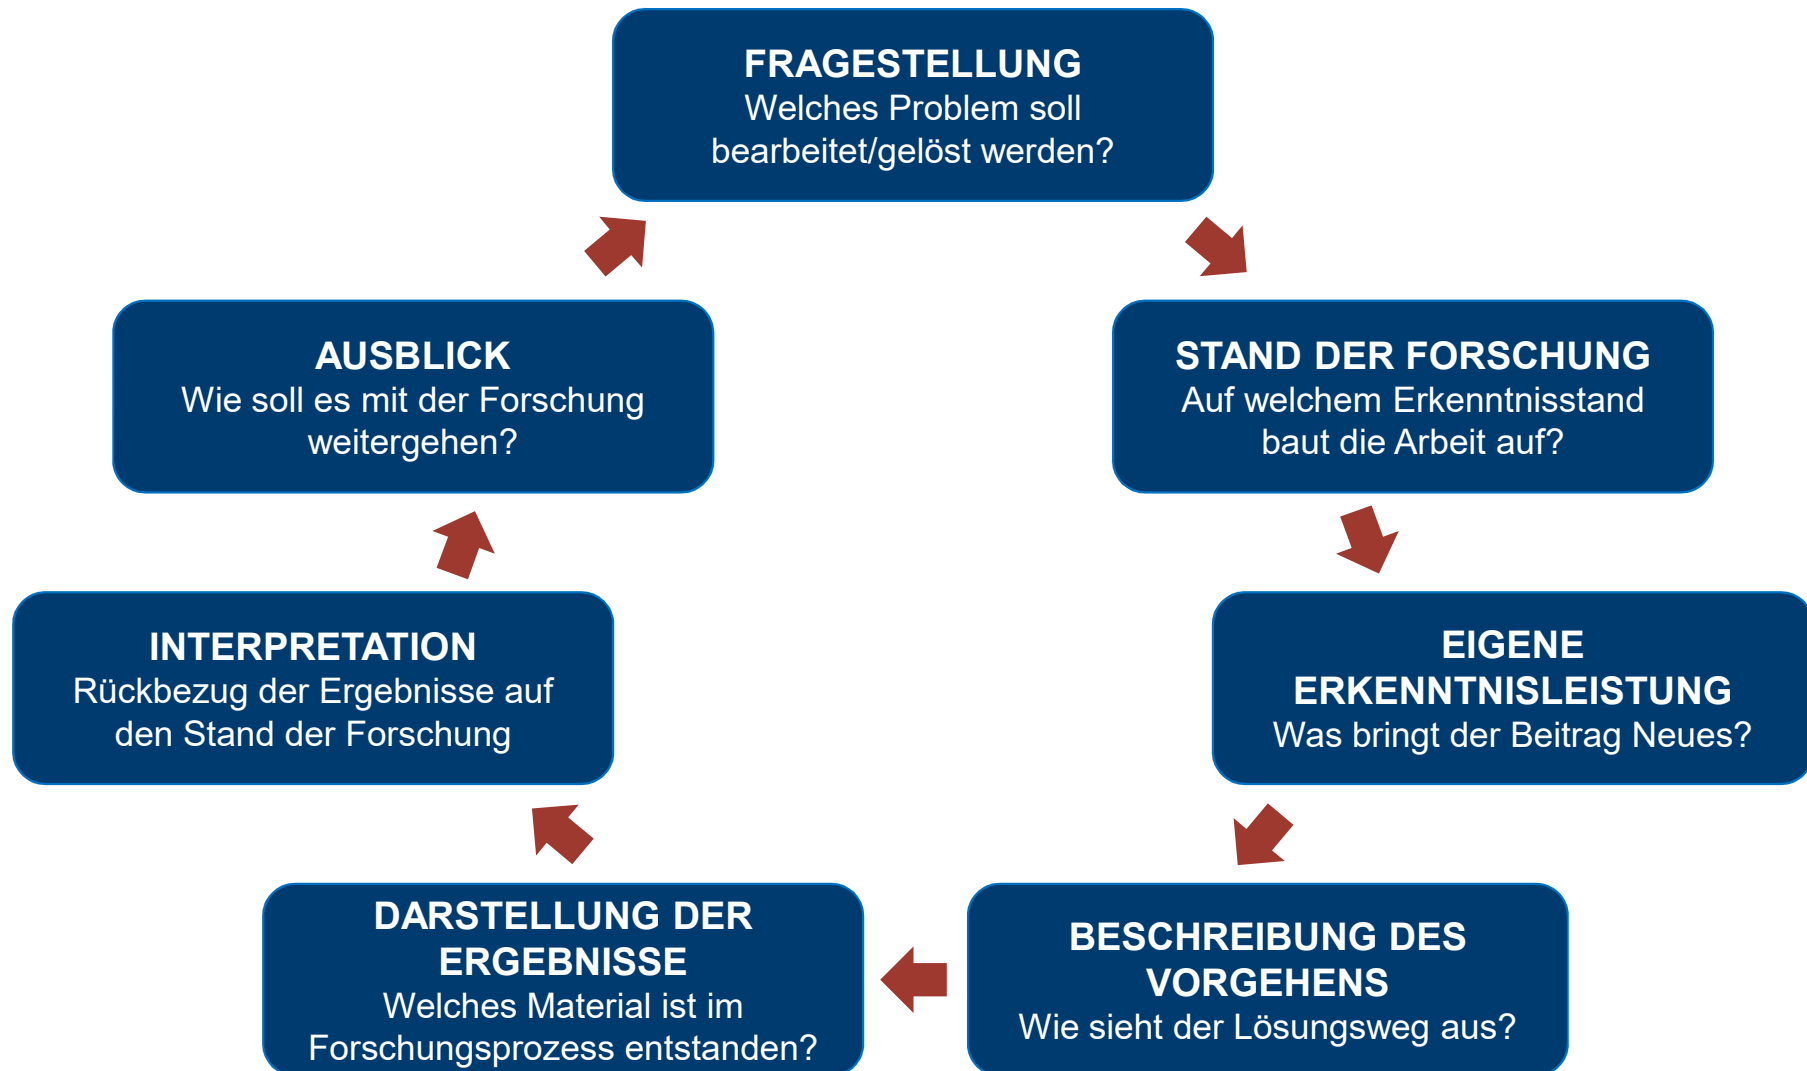 FRAGESTELLUNG
Welches Problem soll
bearbeitet/gelöst werden?
STAND DER FORSCHUNG
Auf welchem Erkenntnisstand
baut die Arbeit auf?
EIGENE
ERKENNTNISLEISTUNG
Was bringt der Beitrag Neues?
BESCHREIBUNG DES
VORGEHENS
Wie sieht der Lösungsweg aus?
DARSTELLUNG DER
ERGEBNISSE
Welches Material ist im
Forschungsprozess entstanden?
INTERPRETATION
Rückbezug der Ergebnisse auf
den Stand der Forschung
AUSBLICK
Wie soll es mit der Forschung
weitergehen?